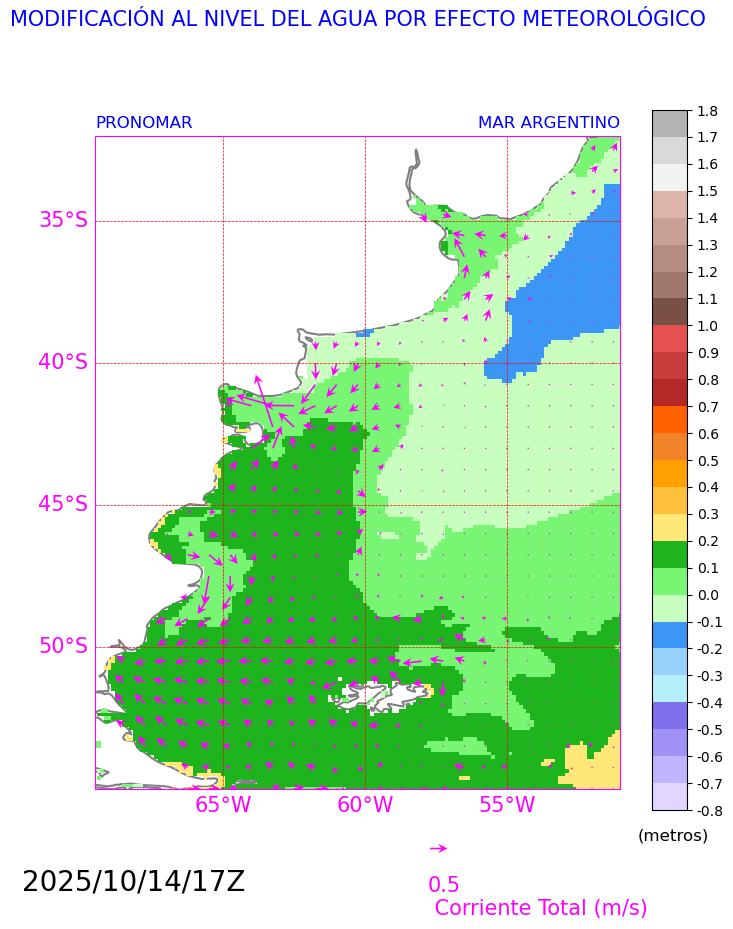 MODIFICACIÓN AL NIVEL DEL AGUA POR EFECTO METEOROLÓGICO
PRONOMAR
MAR ARGENTINO
35°S
40°S
45°S
50°S
65°W
60°W
55°W
1.8
1.7
1.6
1.5
1.4
1.3
1.2
1.1
1.0
0.9
0.8
0.7
0.6
0.5
0.4
0.3
0.2
0.1
0.0
-0.1
-0.2
-0.3
-0.4
-0.5
-0.6
-0.7
-0.8
(metros)
2025/10/14/17Z
0.5
Corriente Total (m/s)